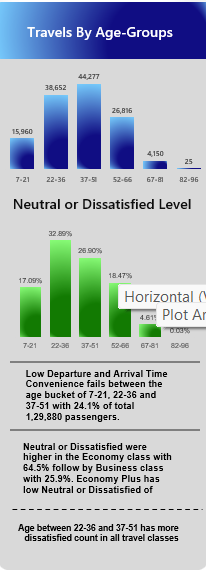 Travels By Age-Groups
44,277
38,652
26,816
15,960
4,150
25
7-21 22-36 37-51 52-66 67-81 82-96
Neutral or Dissatisfied Level
32.89%
26.90%
17.09%
18.47%
Horizontal (V
Plot Ar
4.61%
0.03%
7-21 22-36 37-51 52-66 67-81 82-96
Low Departure and Arrival Time
Convenience fails between the
age bucket of 7-21, 22-36 and
37-51 with 24.1% of total
1,29,880 passengers.
Neutral or Dissatisfied were
higher in the Economy class with
64.5% follow by Business class
with 25.9%. Economy Plus has
low Neutral or Dissatisfied of
Age between 22-36 and 37-51 has more
dissatisfied count in all travel classes